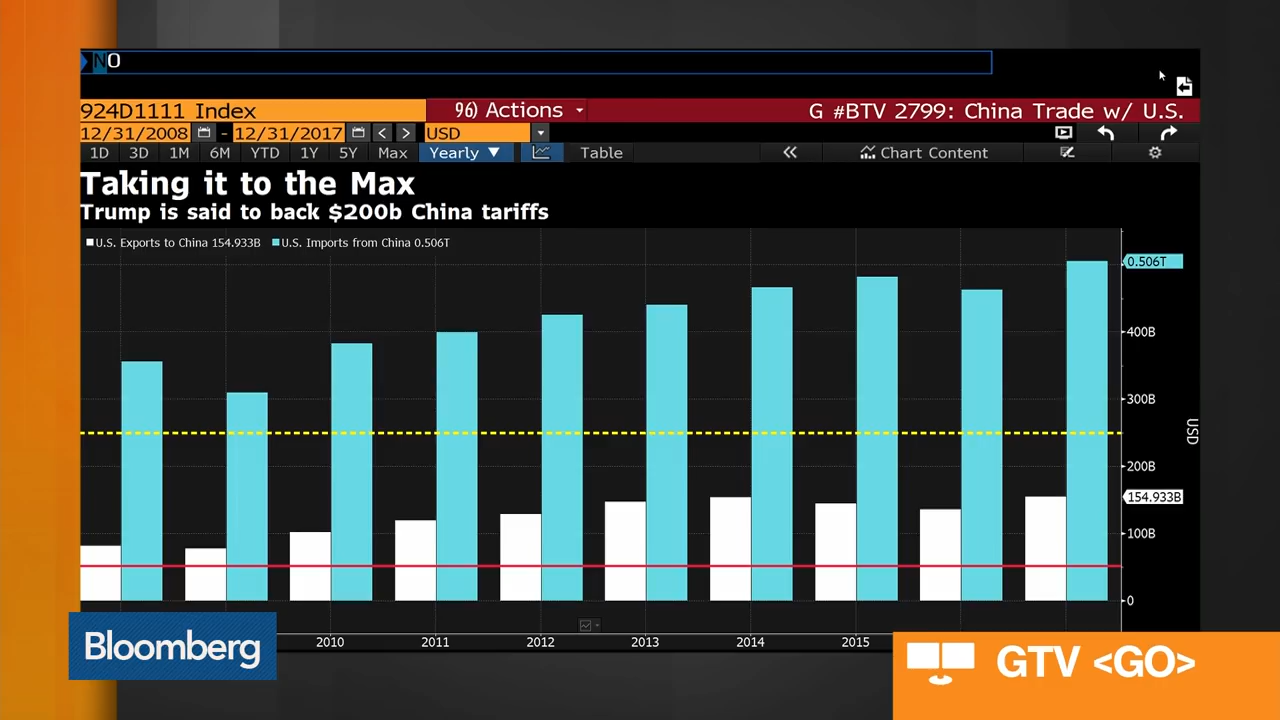 NO
924D1111 Index 96) Actions G #BTV 2799: China Trade w/ U.S.
12/31/2008 - 12/31/2017 < > USD
1D 3D 1M 6M YTD 1Y 5Y Max Yearly ▼ Table « Chart Content
Taking it to the Max
Trump is said to back $200b China tariffs
U.S. Exports to China 154.933B U.S. Imports from China 0.506T
0.506T
400B
300B
USD
200B
154.933B
100B
0
2010 2011 2012 2013 2014 2015
Bloomberg
GTV <GO>